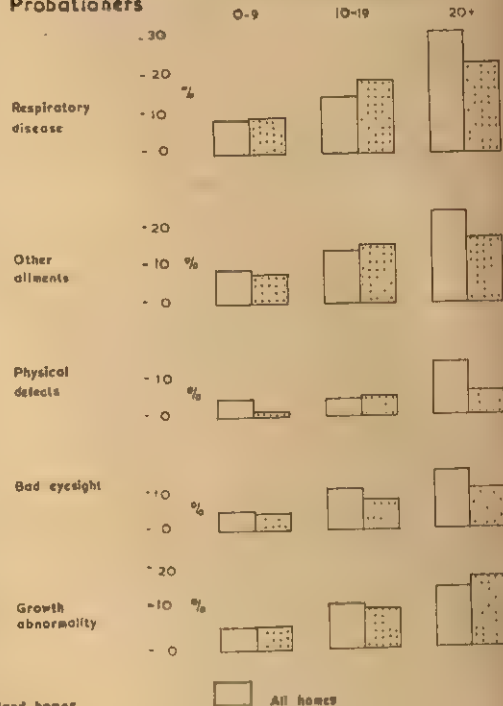 Probationers
0-9 10-19 20+
- 30
- 20
%
- 10
- 0
Respiratory
disease
- 20
- 10 %
- 0
Other
ailments
- 10
%
- 0
Physical
defects
- 10
%
- 0
Bad eyesight
- 20
- 10 %
- 0
Growth
abnormality
homes
All homes